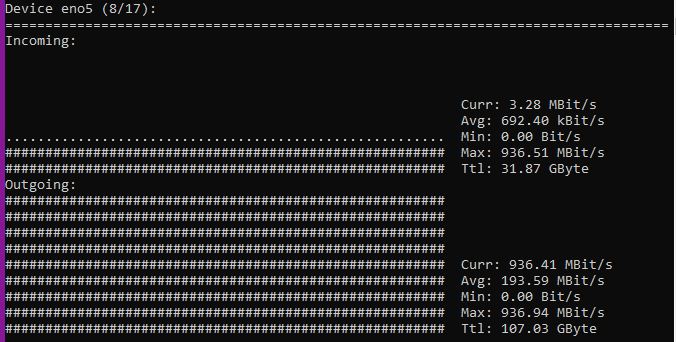 Device eno5 (8/17):
===================================================================================
Incoming:
Curr: 3.28 MBit/s
Avg: 692.40 kBit/s
....................................................... Min: 0.00 Bit/s
####################################################### Max: 936.51 MBit/s
####################################################### Ttl: 31.87 GByte
Outgoing:
#######################################################
#######################################################
#######################################################
#######################################################
####################################################### Curr: 936.41 MBit/s
####################################################### Avg: 193.59 MBit/s
####################################################### Min: 0.00 Bit/s
####################################################### Max: 936.94 MBit/s
####################################################### Ttl: 107.03 GByte